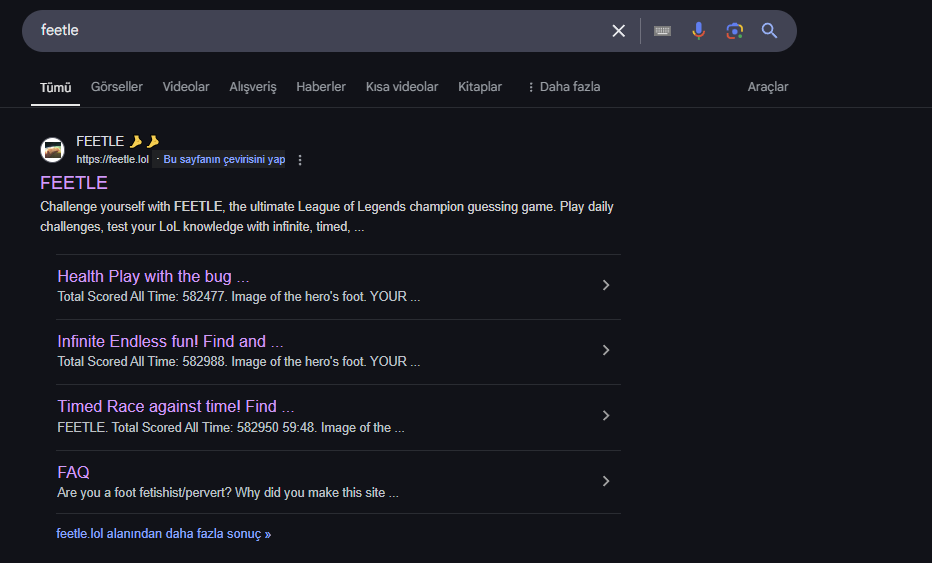 feetle
Tümü Görseller Videolar Alışveriş Haberler Kısa videolar Kitaplar Daha fazla Araçlar
FEETLE 🦶🦶
https://feetle.lol · Bu sayfanın çevirisini yap
FEETLE
Challenge yourself with FEETLE, the ultimate League of Legends champion guessing game. Play daily
challenges, test your LoL knowledge with infinite, timed, ...
Health Play with the bug ...
Total Scored All Time: 582477. Image of the hero's foot. YOUR ...
Infinite Endless fun! Find and ...
Total Scored All Time: 582988. Image of the hero's foot. YOUR ...
Timed Race against time! Find ...
FEETLE. Total Scored All Time: 582950 59:48. Image of the ...
FAQ
Are you a foot fetishist/pervert? Why did you make this site ...
feetle.lol alanından daha fazla sonuç »